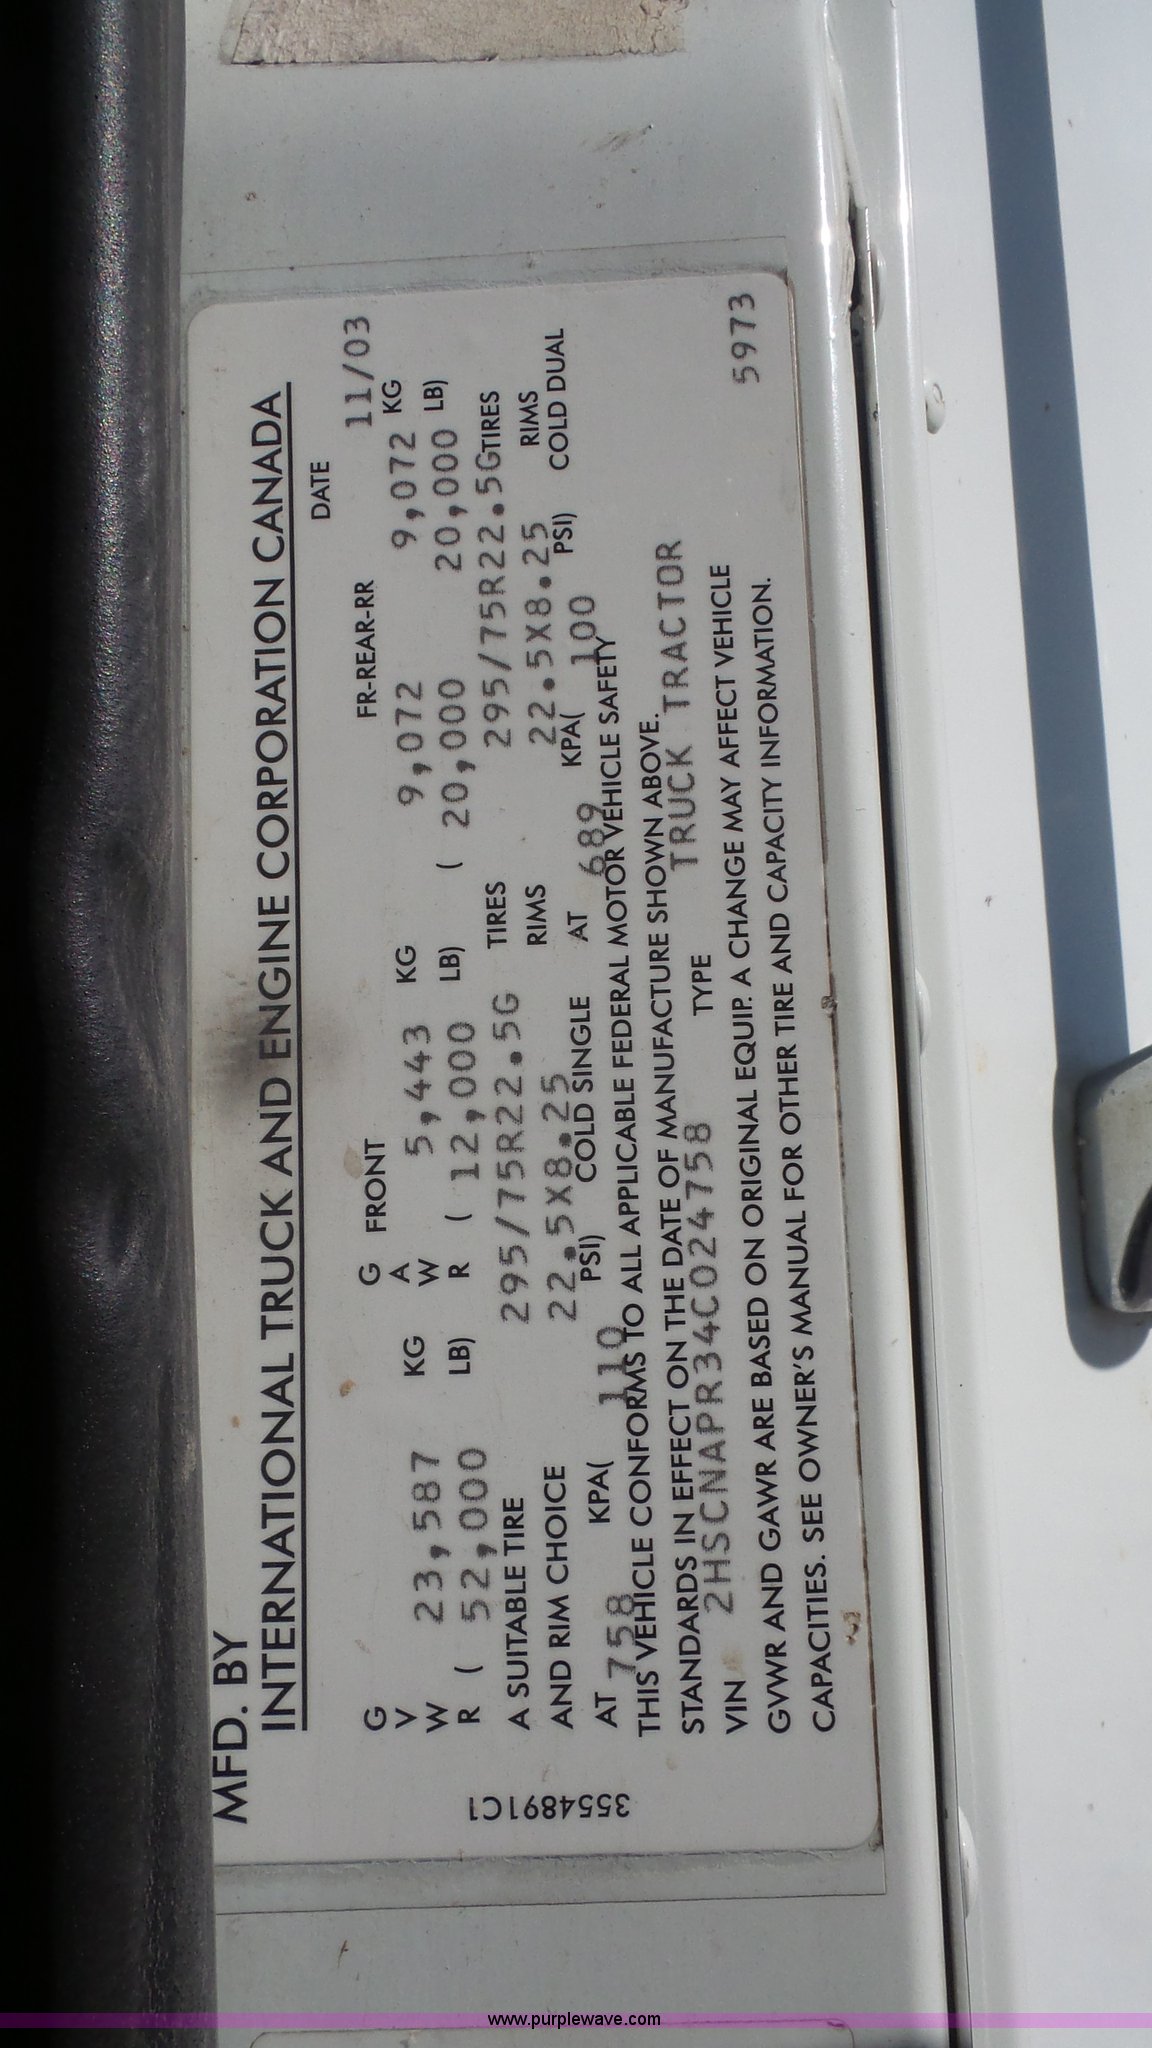 MFD. BY
INTERNATIONAL TRUCK AND ENGINE CORPORATION CANADA
DATE 11/03
G G FRONT FR-REAR-RR
V 23,587 KG A 5,443 KG 9,072 9,072 KG
W W
R ( 52,000 LB) R ( 12,000 LB) ( 20,000 20,000 LB)
A SUITABLE TIRE 295/75R22.5G TIRES 295/75R22.5G TIRES
AND RIM CHOICE 22.5X8.25 RIMS 22.5X8.25 RIMS
AT 758 KPA( 110 PSI) COLD SINGLE AT 689 KPA( 100 PSI) COLD DUAL
THIS VEHICLE CONFORMS TO ALL APPLICABLE FEDERAL MOTOR VEHICLE SAFETY
STANDARDS IN EFFECT ON THE DATE OF MANUFACTURE SHOWN ABOVE.
VIN 2HSCNAPR34C024758 TYPE TRUCK TRACTOR 5973
GVWR AND GAWR ARE BASED ON ORIGINAL EQUIP. A CHANGE MAY AFFECT VEHICLE
CAPACITIES. SEE OWNER'S MANUAL FOR OTHER TIRE AND CAPACITY INFORMATION.
3554891C1
www.purplewave.com